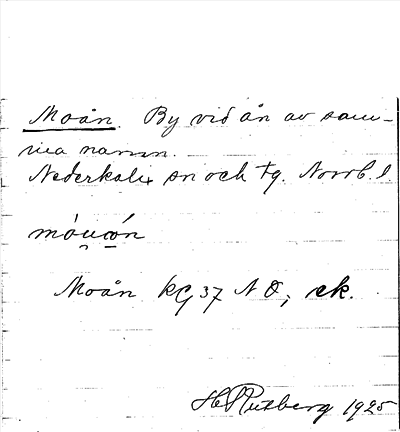 Moån. By vid ån av sam-
ma namn.
Nederkalix sn och tg. Norrb. l
Moån kg 37 N Ö, ek.
H Rutberg 1925